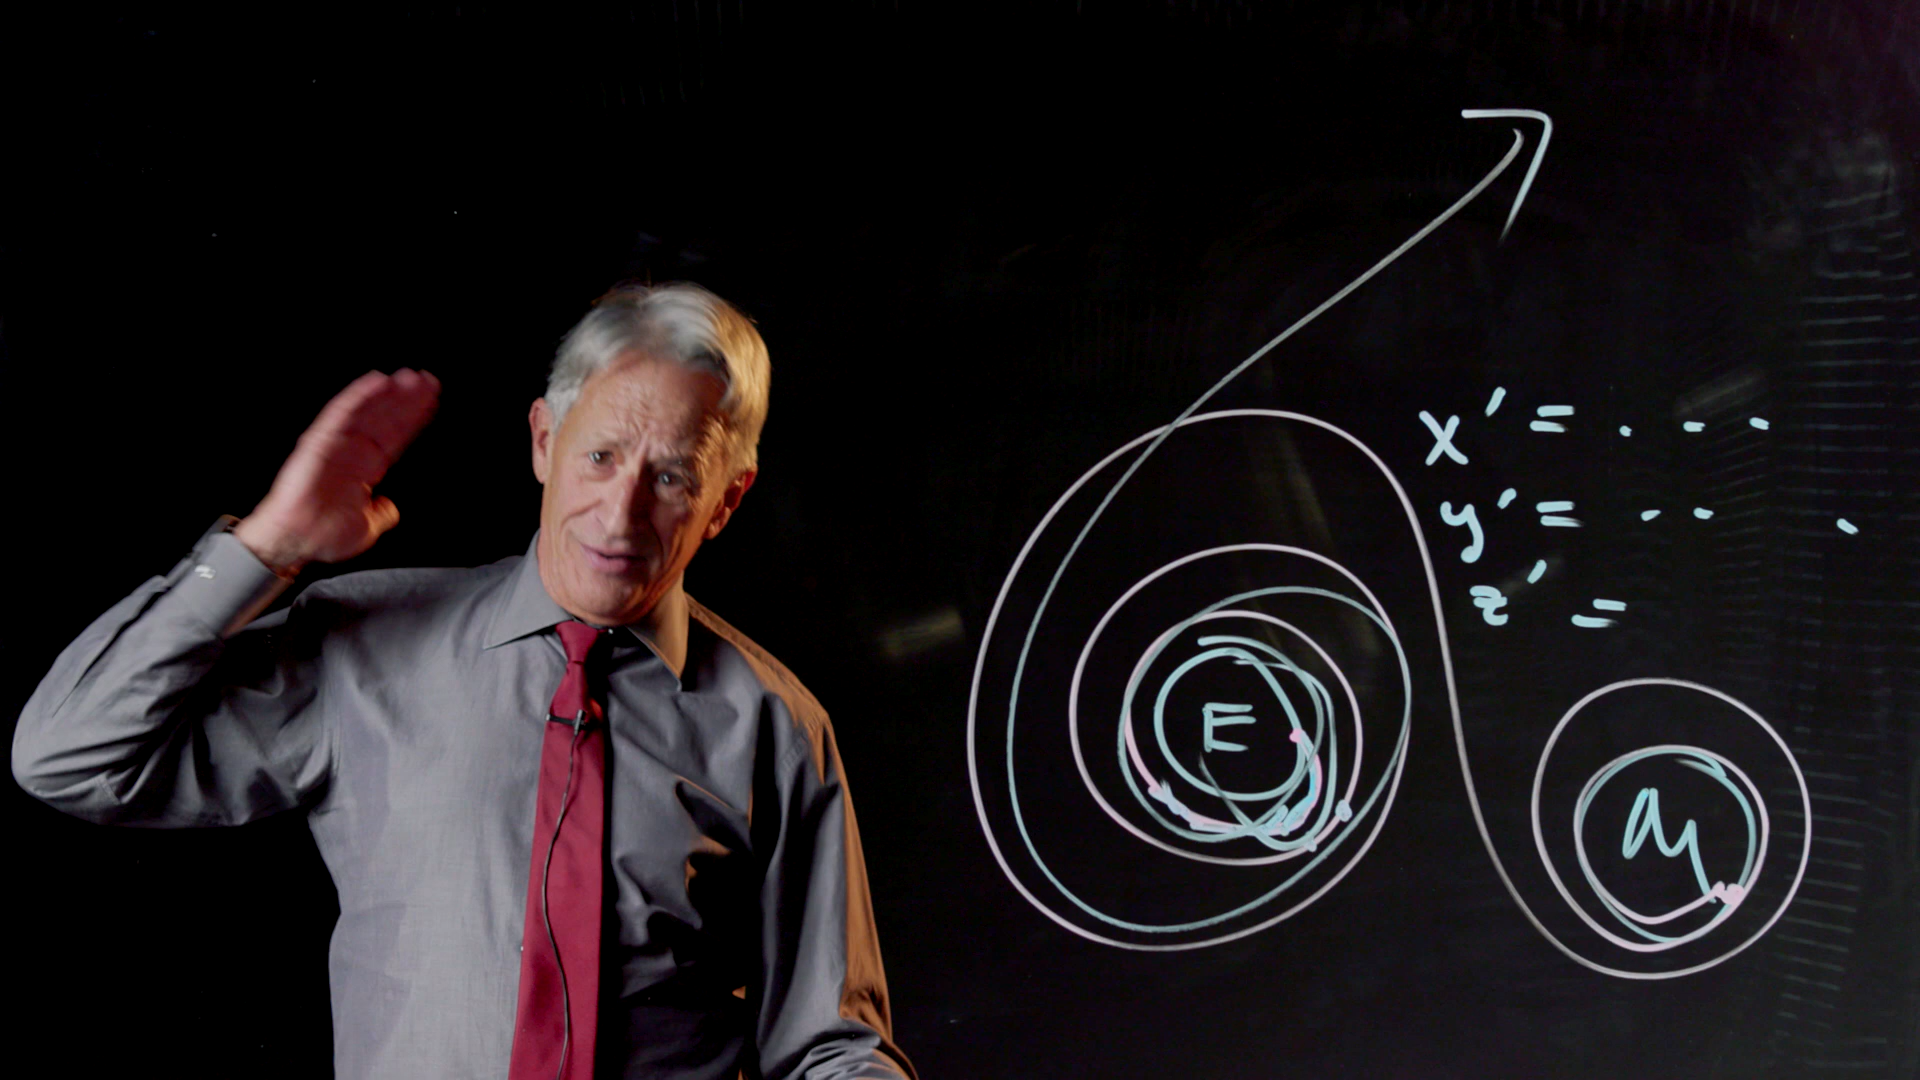 x' = . . .
y' = . . .
z' =
E
M